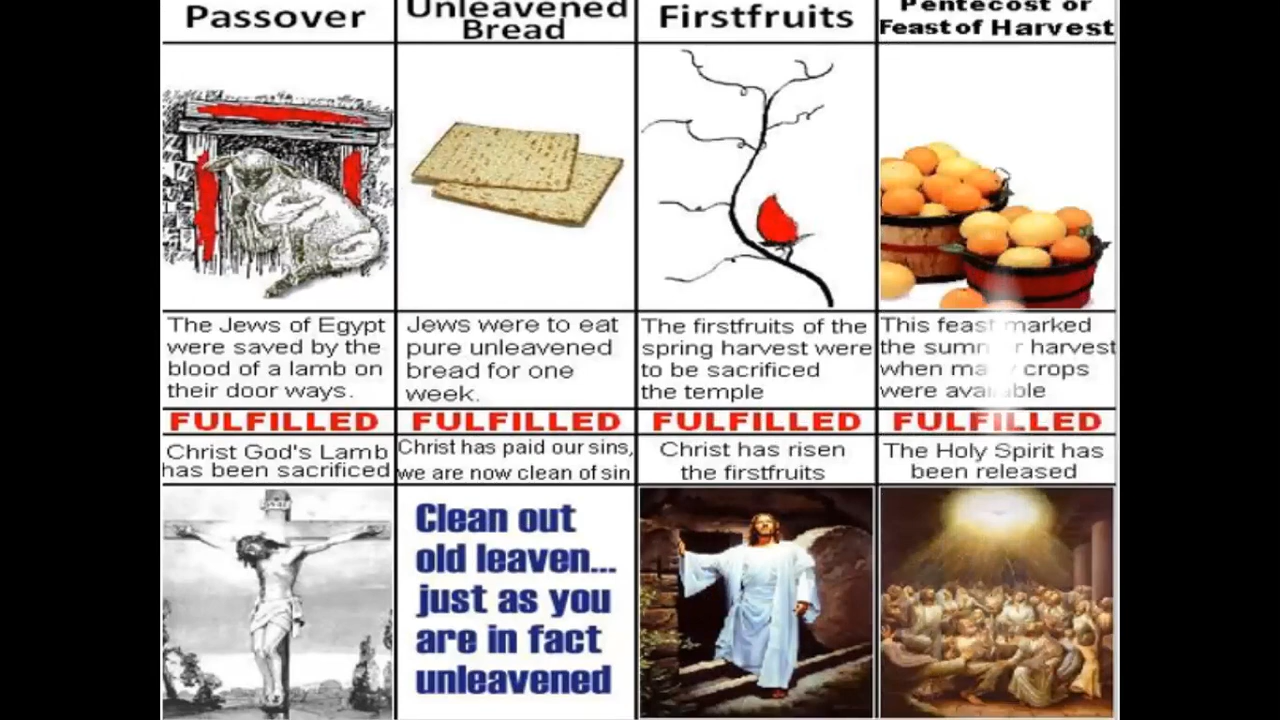 Passover
Unleavened
Bread
Firstfruits
Pentecost or
Feast of Harvest
The Jews of Egypt
were saved by the
blood of a lamb on
their door ways.
Jews were to eat
pure unleavened
bread for one
week.
The firstfruits of the
spring harvest were
to be sacrificed
the temple
This feast marked
the summer harvest
when many crops
were available
FULFILLED
FULFILLED
FULFILLED
FULFILLED
Christ God's Lamb
has been sacrificed
Christ has paid our sins,
we are now clean of sin
Christ has risen
the firstfruits
The Holy Spirit has
been released
Clean out
old leaven...
just as you
are in fact
unleavened